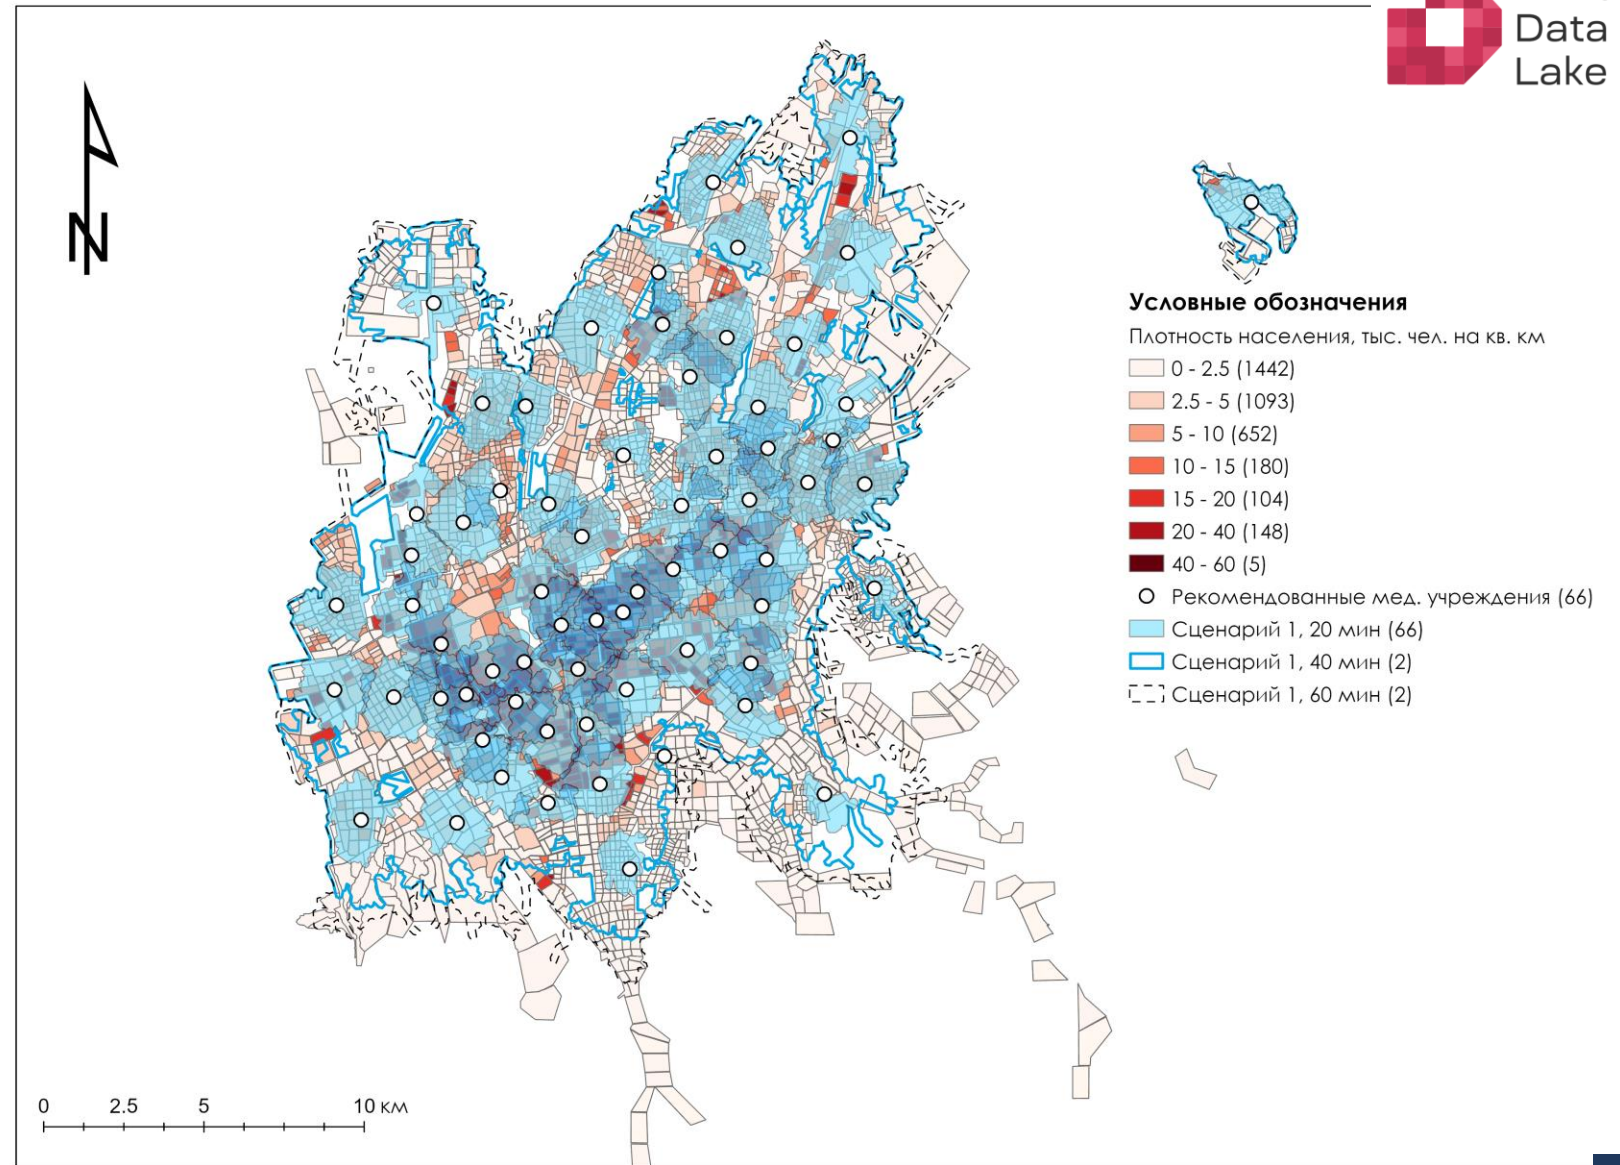 Data
Lake
N
Условные обозначения
Плотность населения, тыс. чел. на кв. км
0 - 2.5 (1442)
2.5 - 5 (1093)
5 - 10 (652)
10 - 15 (180)
15 - 20 (104)
20 - 40 (148)
40 - 60 (5)
Рекомендованные мед. учреждения (66)
Сценарий 1, 20 мин (66)
Сценарий 1, 40 мин (2)
Сценарий 1, 60 мин (2)
0 2.5 5 10 км